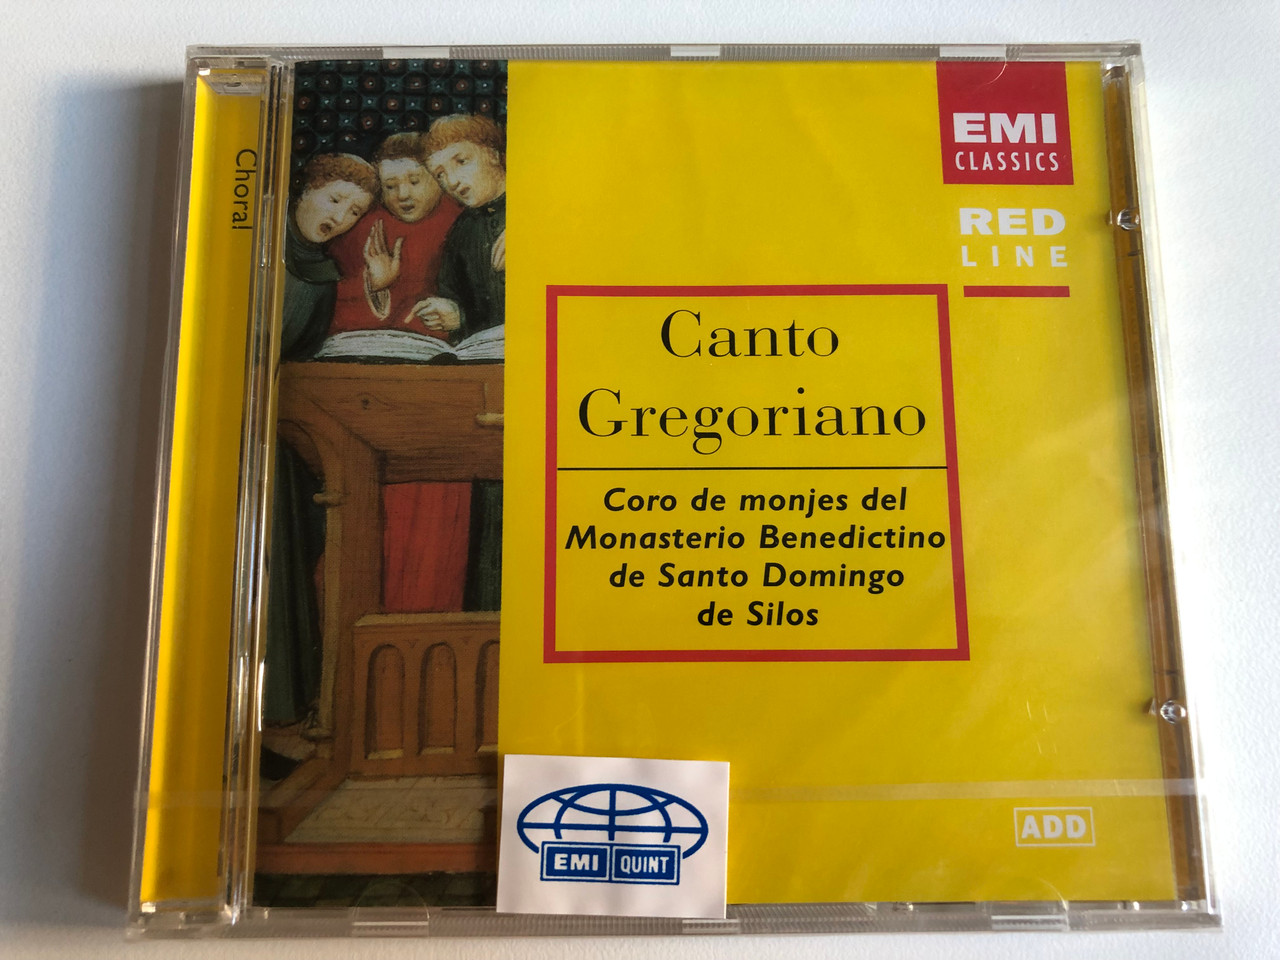 Choral
EMI
CLASSICS
RED
LINE
Canto
Gregoriano
Coro de monjes del
Monasterio Benedictino
de Santo Domingo
de Silos
ADD
EMI QUINT